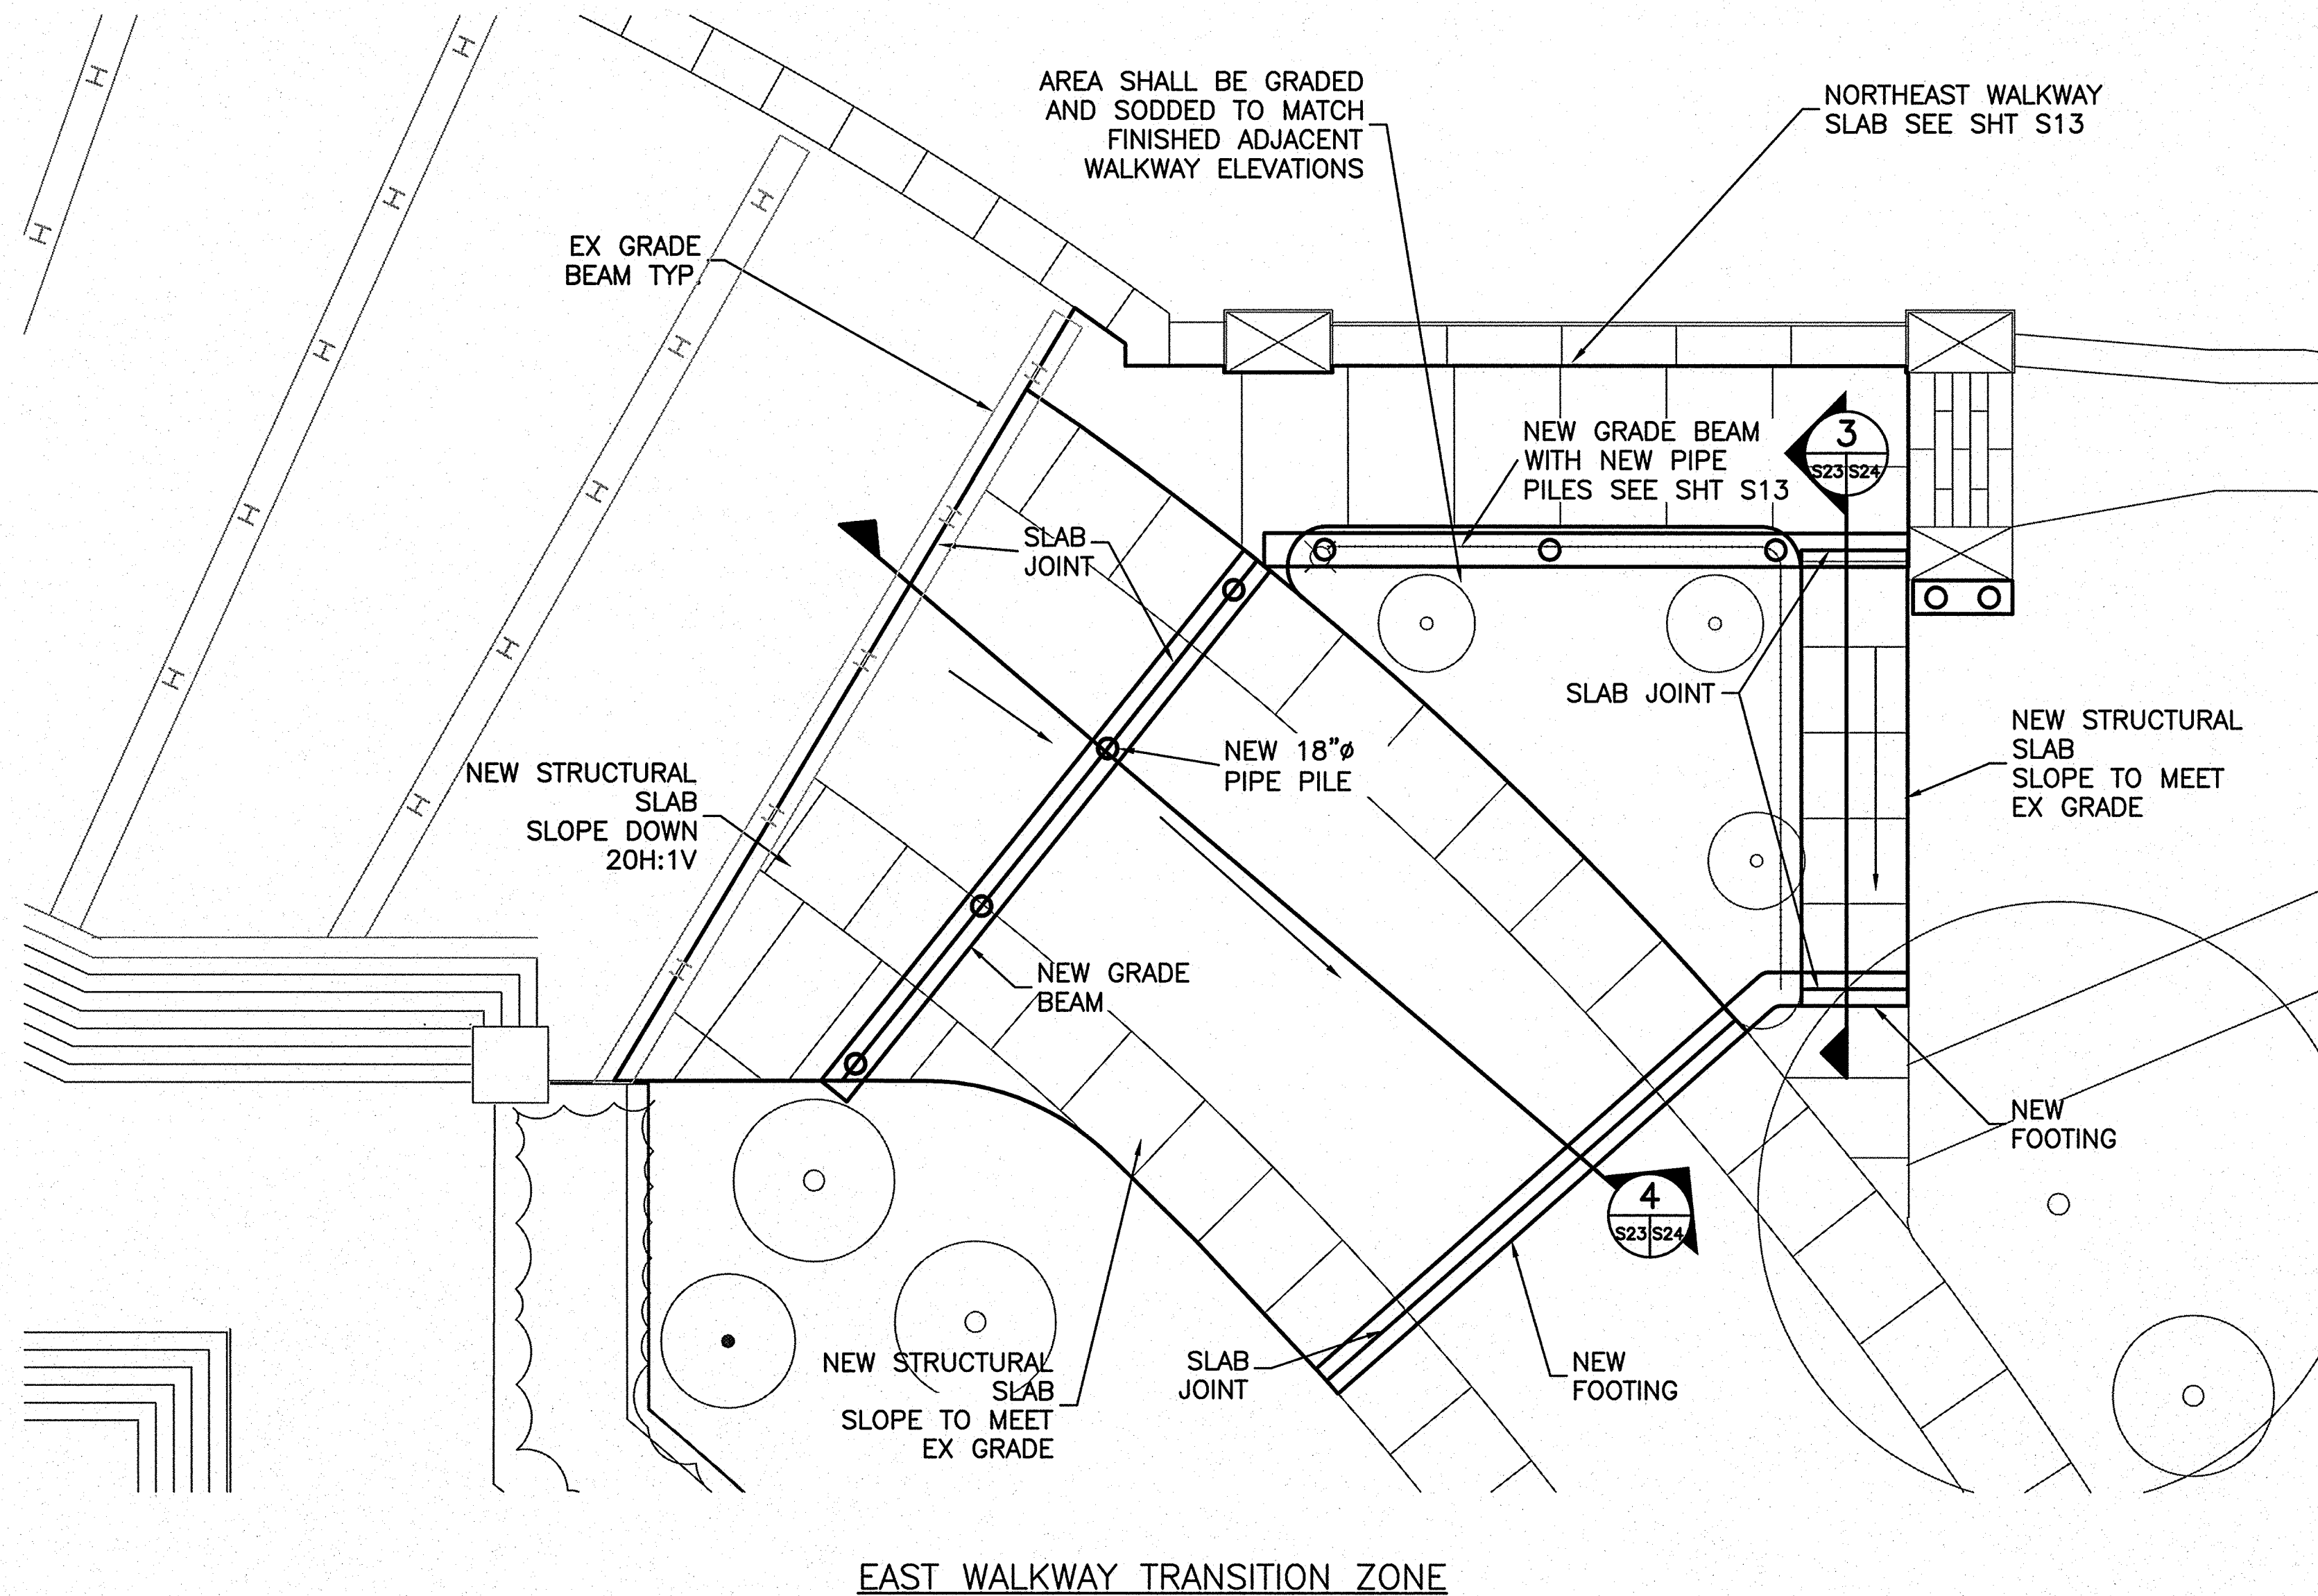 AREA SHALL BE GRADED
AND SODDED TO MATCH
FINISHED ADJACENT
WALKWAY ELEVATIONS
NORTHEAST WALKWAY
SLAB SEE SHT S13
EX GRADE
BEAM TYP.
NEW GRADE BEAM
WITH NEW PIPE
PILES SEE SHT S13
3
S23 S24
SLAB
JOINT
SLAB JOINT
NEW STRUCTURAL
SLAB
SLOPE TO MEET
EX GRADE
NEW 18"ø
PIPE PILE
NEW STRUCTURAL
SLAB
SLOPE DOWN
20H:1V
NEW GRADE
BEAM
NEW
FOOTING
4
S23 S24
NEW STRUCTURAL
SLAB
SLOPE TO MEET
EX GRADE
SLAB
JOINT
NEW
FOOTING
EAST WALKWAY TRANSITION ZONE